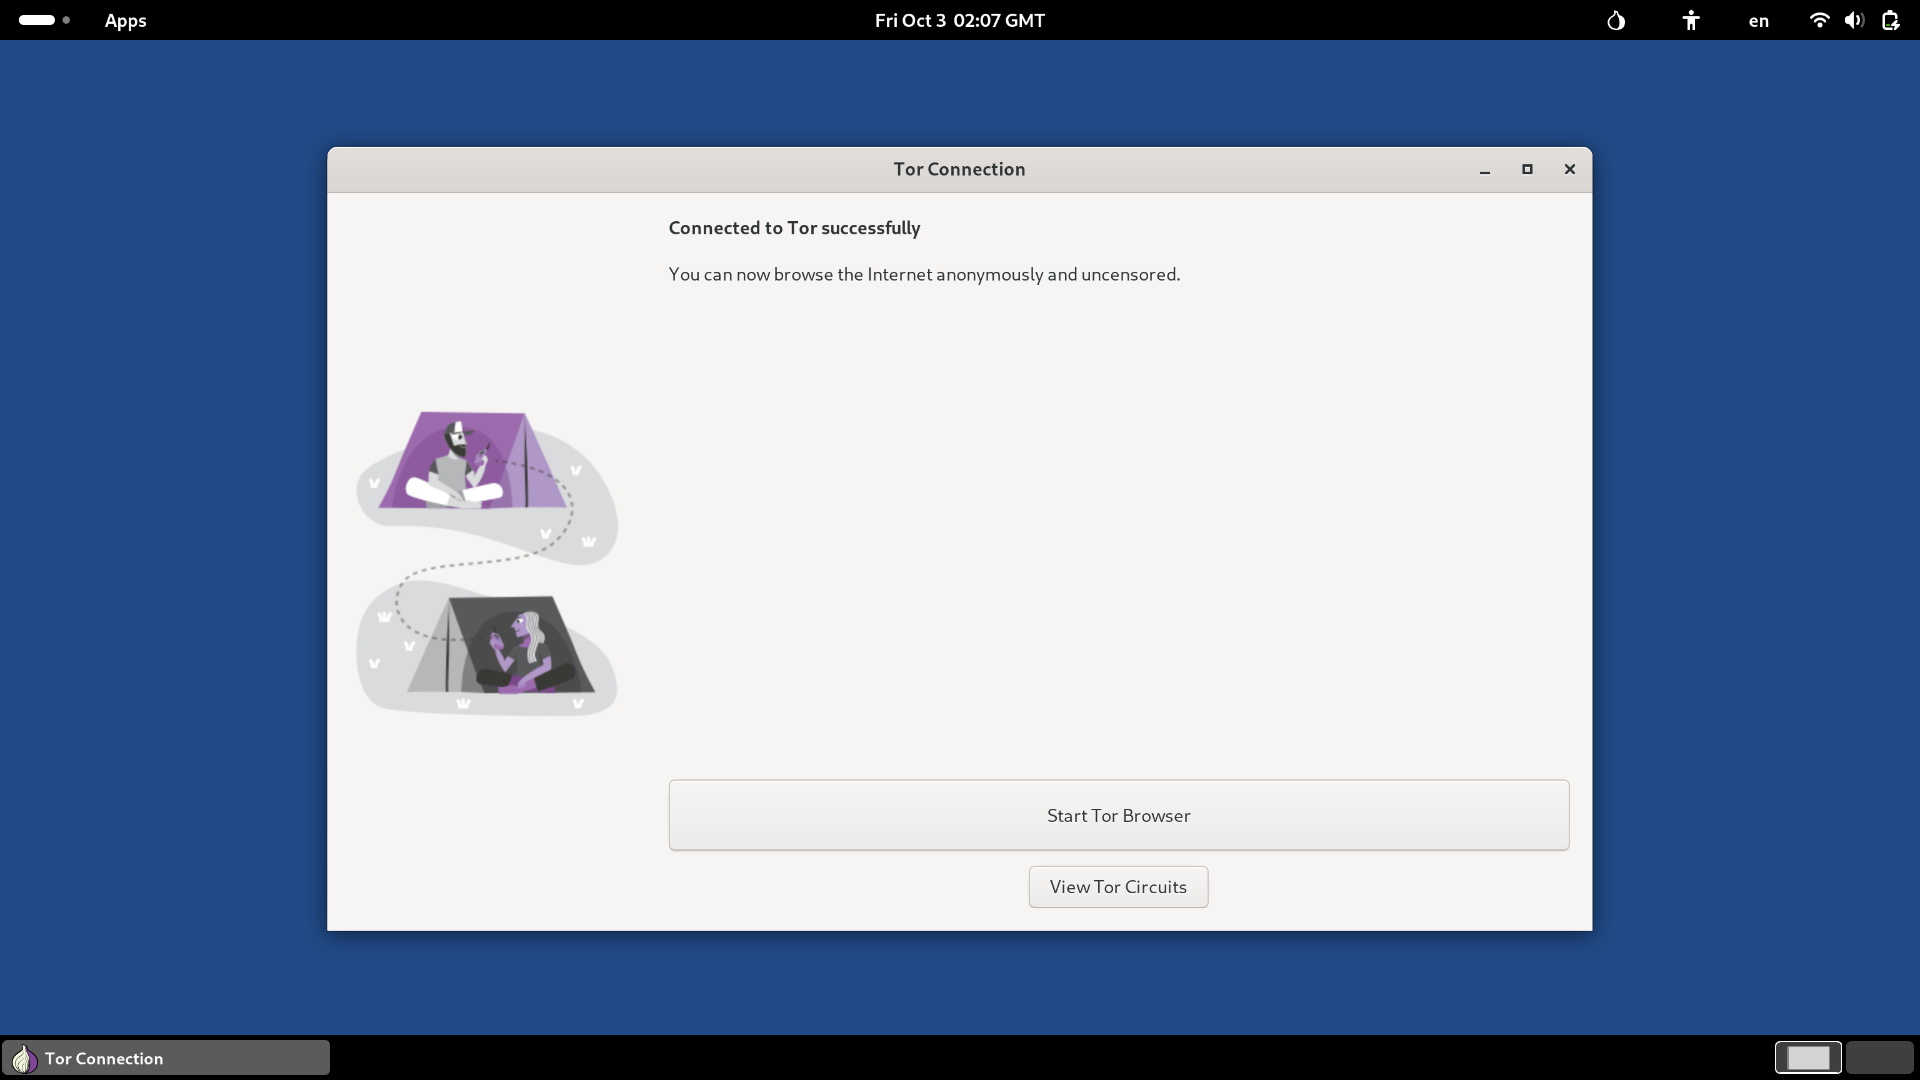 Apps
Fri Oct 3 02:07 GMT
en
Tor Connection
Connected to Tor successfully
You can now browse the Internet anonymously and uncensored.
Start Tor Browser
View Tor Circuits
Tor Connection